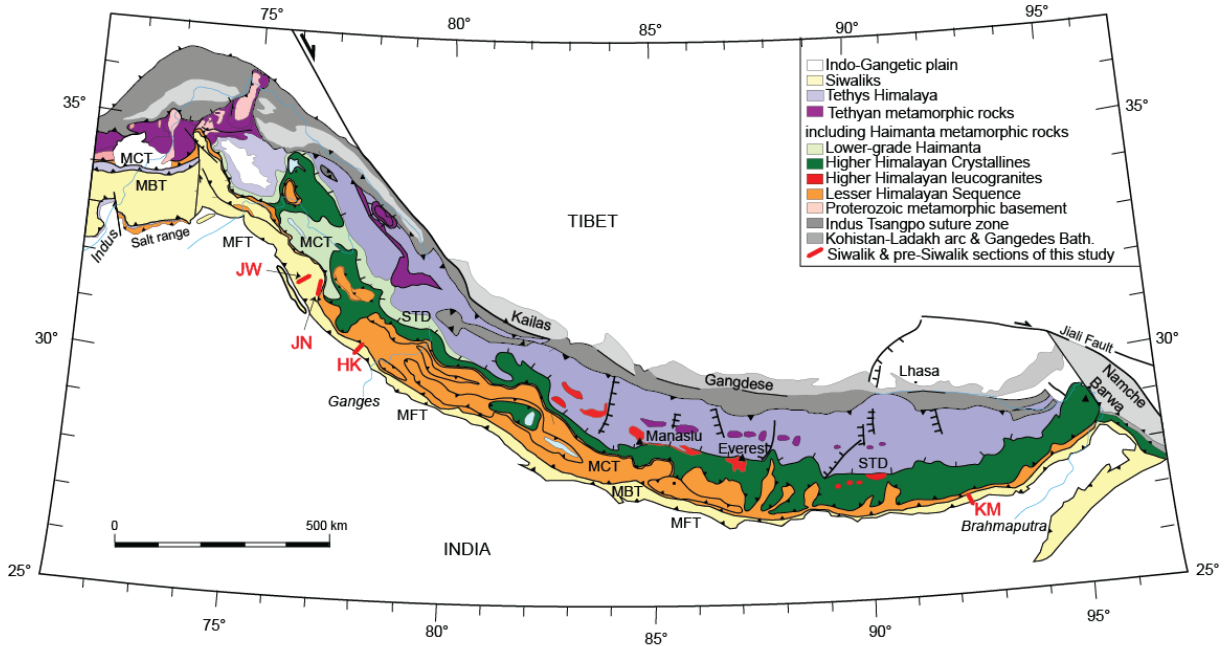 75°
80°
85°
90°
95°
Indo-Gangetic plain
Siwaliks
Tethys Himalaya
Tethyan metamorphic rocks
including Haimanta metamorphic rocks
Lower-grade Haimanta
Higher Himalayan Crystallines
Higher Himalayan leucogranites
Lesser Himalayan Sequence
Proterozoic metamorphic basement
Indus Tsangpo suture zone
Kohistan-Ladakh arc & Gangedes Bath.
Siwalik & pre-Siwalik sections of this study
35°
35°
MCT
MBT
Indus
Salt range
MFT
MCT
TIBET
JW
JN
STD
Kailas
30°
30°
HK
Ganges
MFT
Gangdese
Lhasa
Jiali Fault
Namche
Barwa
Manaslu
Everest
STD
MCT
MBT
MFT
KM
Brahmaputra
0
500 km
INDIA
25°
25°
75°
80°
85°
90°
95°